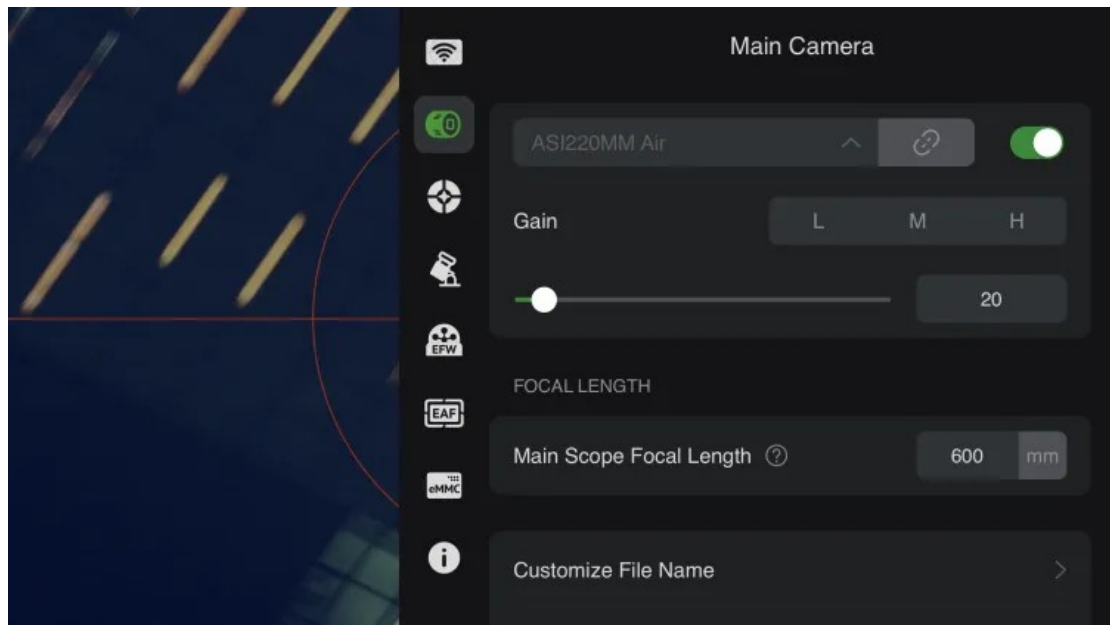 Main Camera
ASI220MM Air
Gain
L M H
20
EFW
FOCAL LENGTH
EAF
Main Scope Focal Length ?
600 mm
eMMC
i
Customize File Name